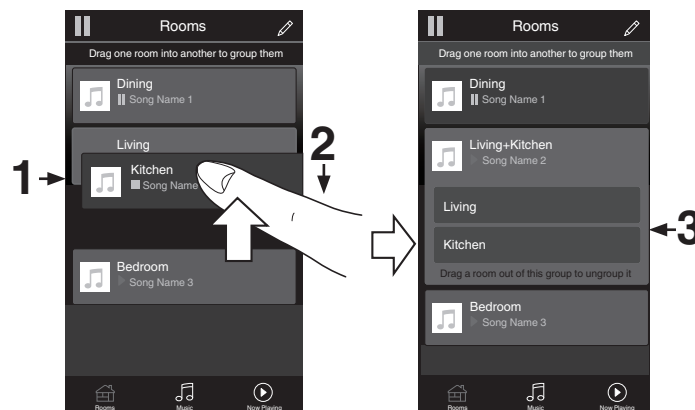 Rooms
Drag one room into another to group them
Dining
Song Name 1
Living
Kitchen
Song Name
Bedroom
Song Name 3
Rooms
Music
Now Playing
1
2
Rooms
Drag one room into another to group them
Dining
Song Name 1
Living+Kitchen
Song Name 2
Living
Kitchen
Drag a room out of this group to ungroup it
Bedroom
Song Name 3
Rooms
Music
Now Playing
3